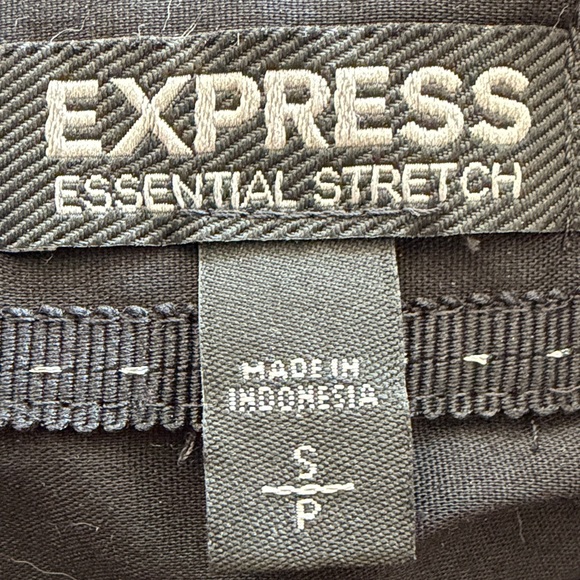 EXPRESS
ESSENTIAL STRETCH
MADE IN
INDONESIA
S
P